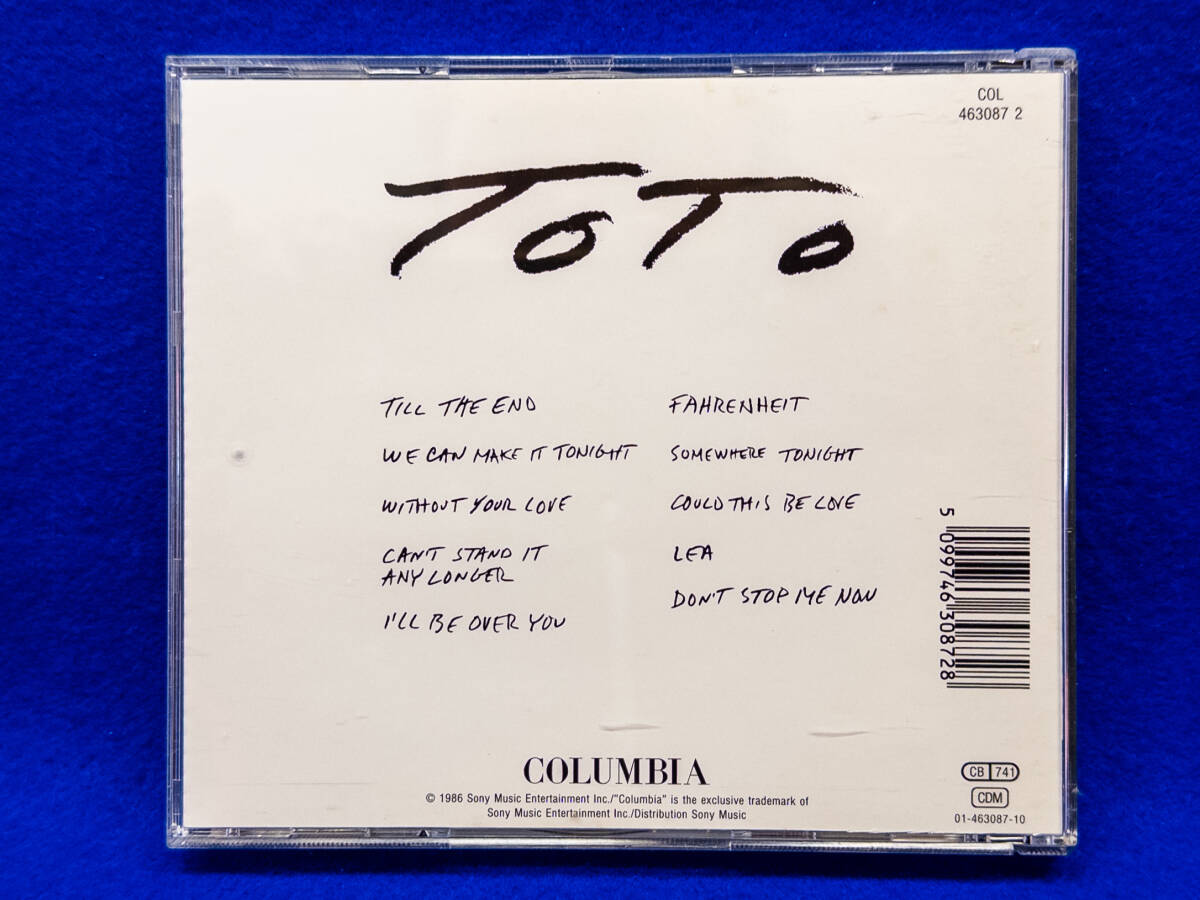 COL
463087 2
TOTO
TILL THE END
WE CAN MAKE IT TONIGHT
WITHOUT YOUR LOVE
CAN'T STAND IT
ANY LONGER
I'LL BE OVER YOU
FAHRENHEIT
SOMEWHERE TONIGHT
COULD THIS BE LOVE
LEA
DON'T STOP ME NOW
5 099746 308728
COLUMBIA
© 1986 Sony Music Entertainment Inc./"Columbia" is the exclusive trademark of
Sony Music Entertainment Inc./Distribution Sony Music
CB 741
CDM
01-463087-10